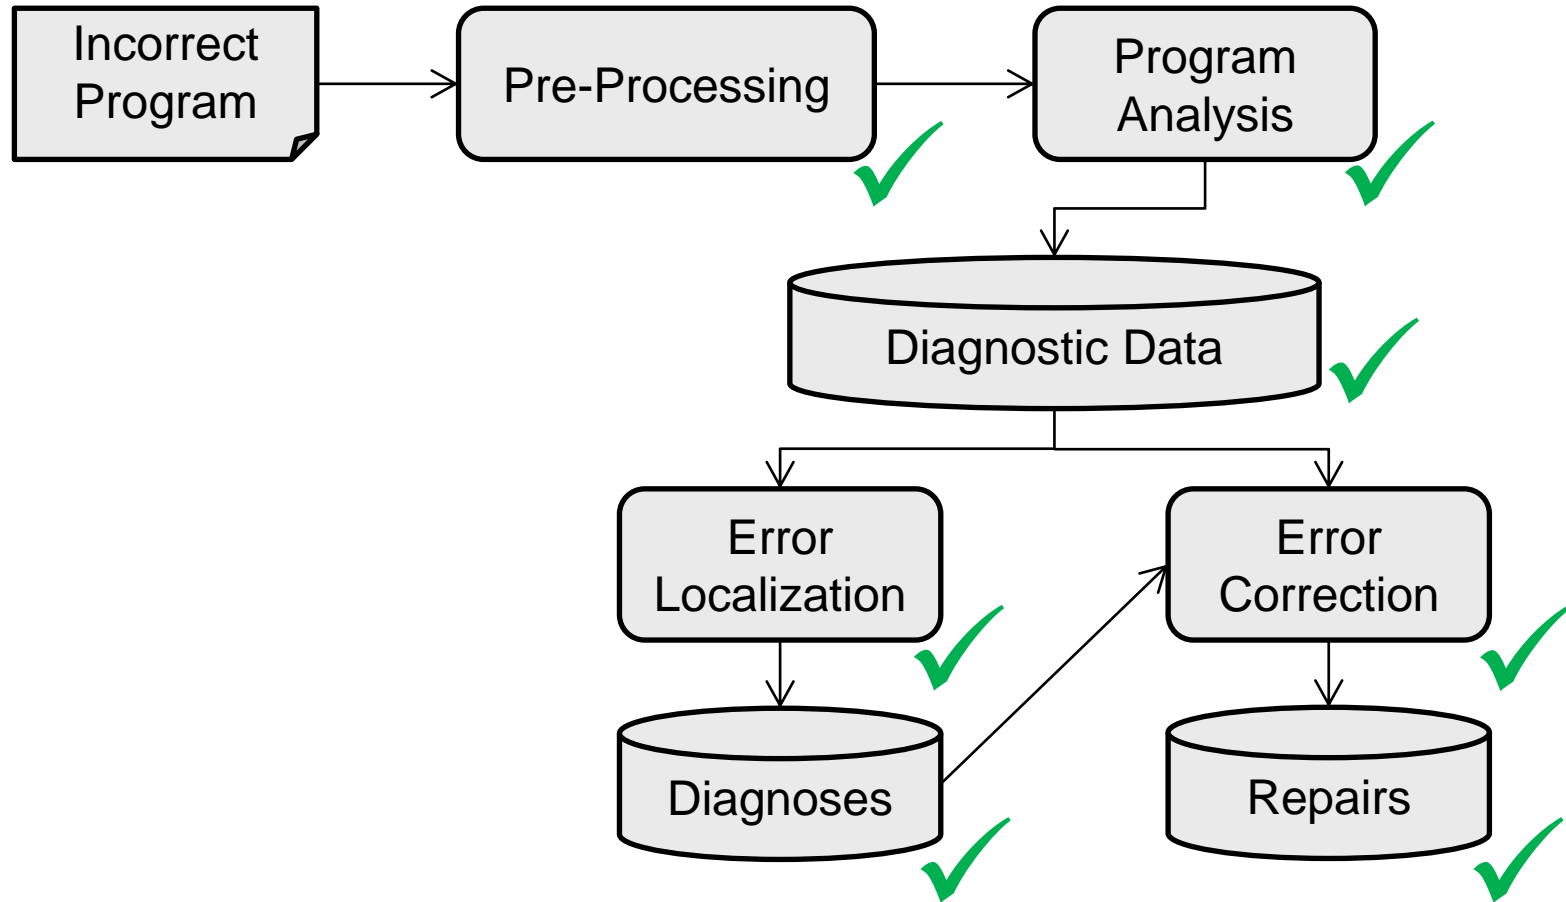 Incorrect
Program
Pre-Processing
Program
Analysis
Diagnostic Data
Error
Localization
Error
Correction
Diagnoses
Repairs